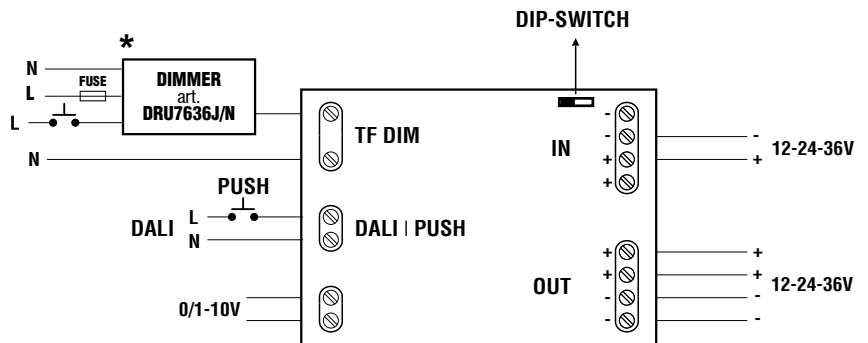 DIP-SWITCH
*
N
FUSE
DIMMER
L
art.
DRU7636J/N
L
TF DIM
N
IN
-
-
+
+
-
+
12-24-36V
PUSH
DALI
L
N
DALI | PUSH
OUT
+
+
-
-
+
+
-
-
12-24-36V
0/1-10V